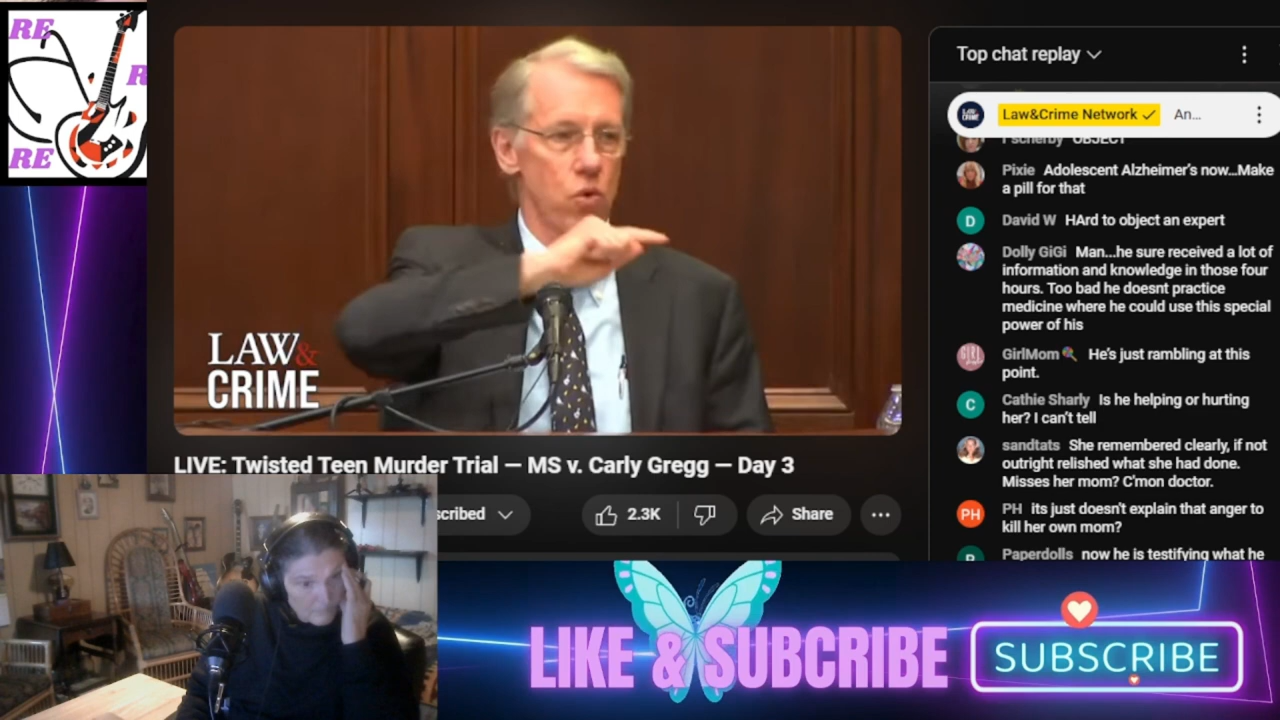 RE
R
RE
LAW&
CRIME
LIVE: Twisted Teen Murder Trial — MS v. Carly Gregg — Day 3
scribed
2.3K
Share
Top chat replay
Law&Crime Network An...
OBJECT
Pixie Adolescent Alzheimer's now...Make
a pill for that
D David W HArd to object an expert
Dolly GiGi Man...he sure received a lot of
information and knowledge in those four
hours. Too bad he doesnt practice
medicine where he could use this special
power of his
GirlMom He's just rambling at this
point.
C Cathie Sharly Is he helping or hurting
her? I can't tell
sandtats She remembered clearly, if not
outright relished what she had done.
Misses her mom? C'mon doctor.
PH PH its just doesn't explain that anger to
kill her own mom?
Paperdolls now he is testifying what he
LIKE & SUBCRIBE
SUBSCRIBE